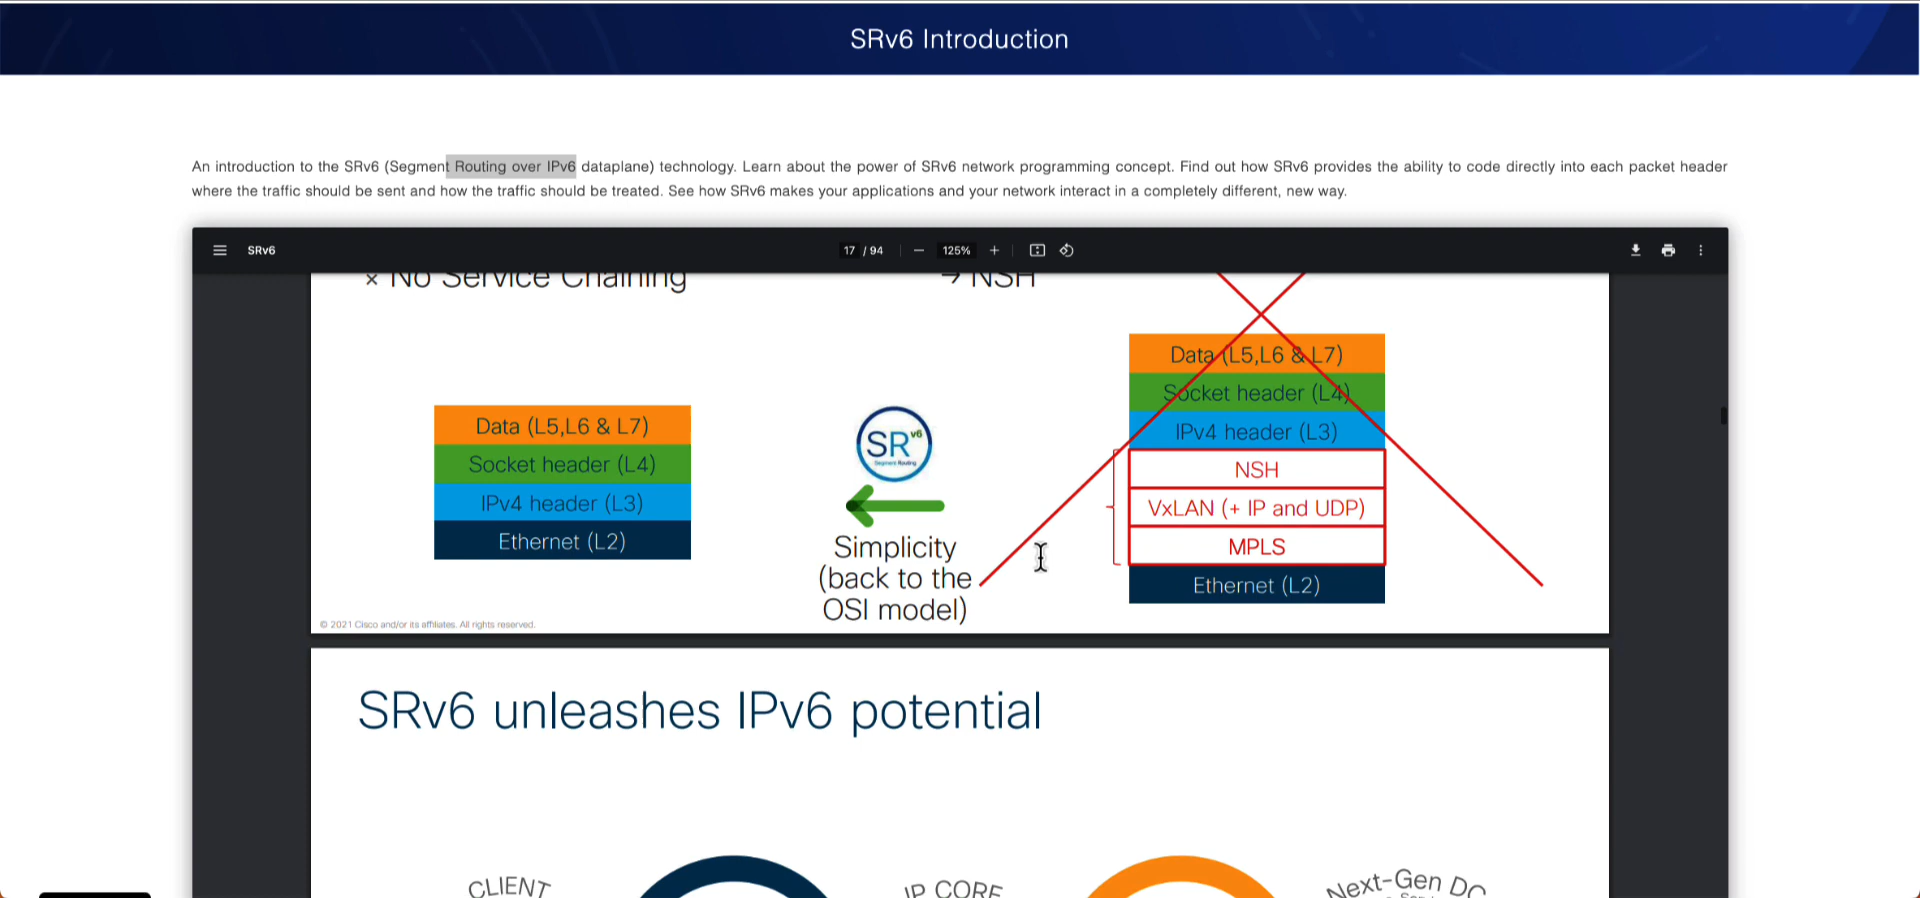 SRv6 Introduction
An introduction to the SRv6 (Segment Routing over IPv6 dataplane) technology. Learn about the power of SRv6 network programming concept. Find out how SRv6 provides the ability to code directly into each packet header
where the traffic should be sent and how the traffic should be treated. See how SRv6 makes your applications and your network interact in a completely different, new way.
SRv6
17 / 94
125%
× No Service Chaining
→ NSH
Data (L5,L6 & L7)
Socket header (L4)
IPv4 header (L3)
Ethernet (L2)
SRv6
Segment Routing
Simplicity
(back to the
OSI model)
Data (L5,L6 & L7)
Socket header (L4)
IPv4 header (L3)
NSH
VxLAN (+ IP and UDP)
MPLS
Ethernet (L2)
© 2021 Cisco and/or its affiliates. All rights reserved.
SRv6 unleashes IPv6 potential
CLIENT
IP CORE
Next-Gen DC